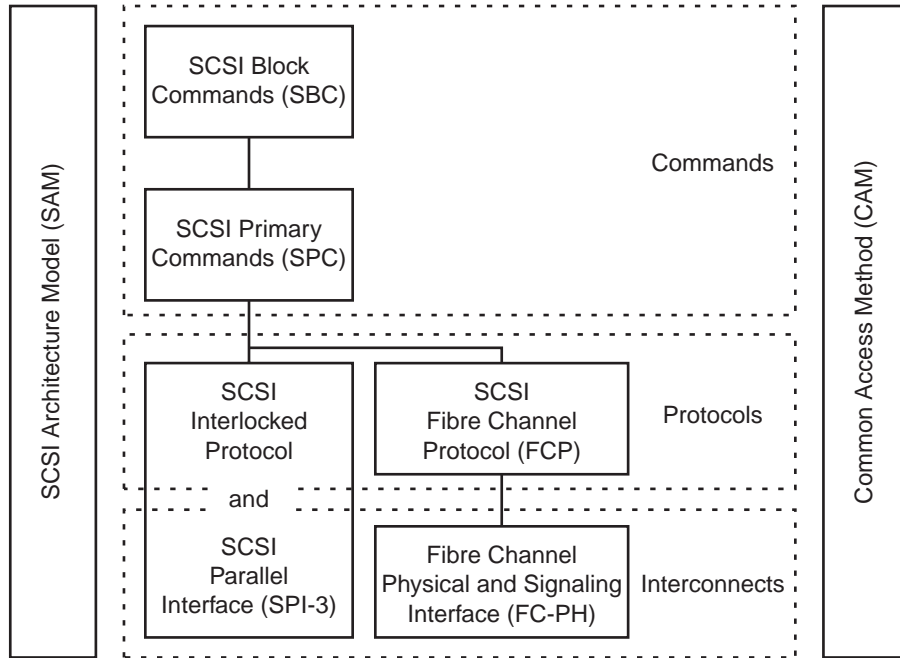 SCSI Architecture Model (SAM)
SCSI Block
Commands (SBC)
Commands
SCSI Primary
Commands (SPC)
SCSI
Interlocked
Protocol
SCSI
Fibre Channel
Protocol (FCP)
Protocols
and
SCSI
Parallel
Interface (SPI-3)
Fibre Channel
Physical and Signaling
Interface (FC-PH)
Interconnects
Common Access Method (CAM)